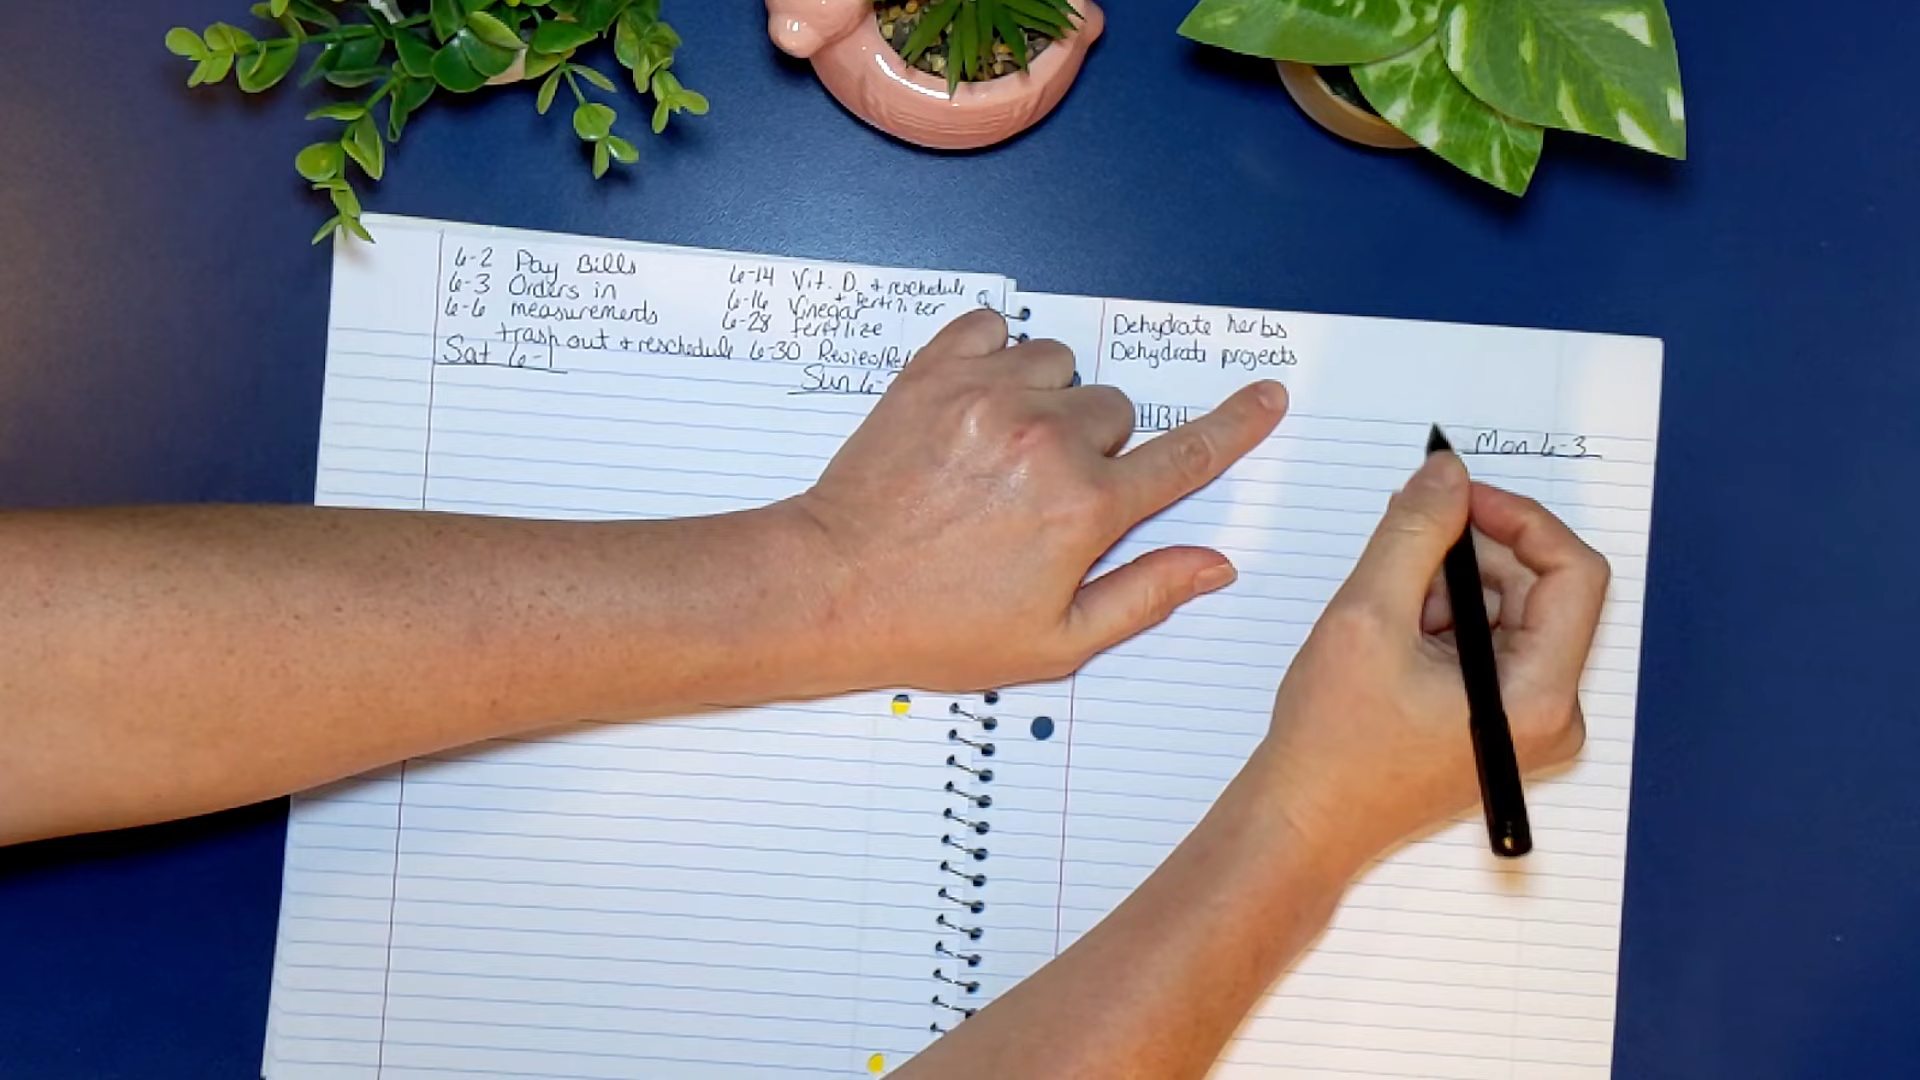 6-2 Pay Bills
6-3 Orders in
6-6 measurements
trash out + reschedule
6-14 Vit. D. + reschedule
6-16 Vinegar + fertilizer
6-28 fertilize
6-30
Sat 6-1
Sun 6-
Dehydrate herbs
Dehydrate projects
HBH
Mon 6-3